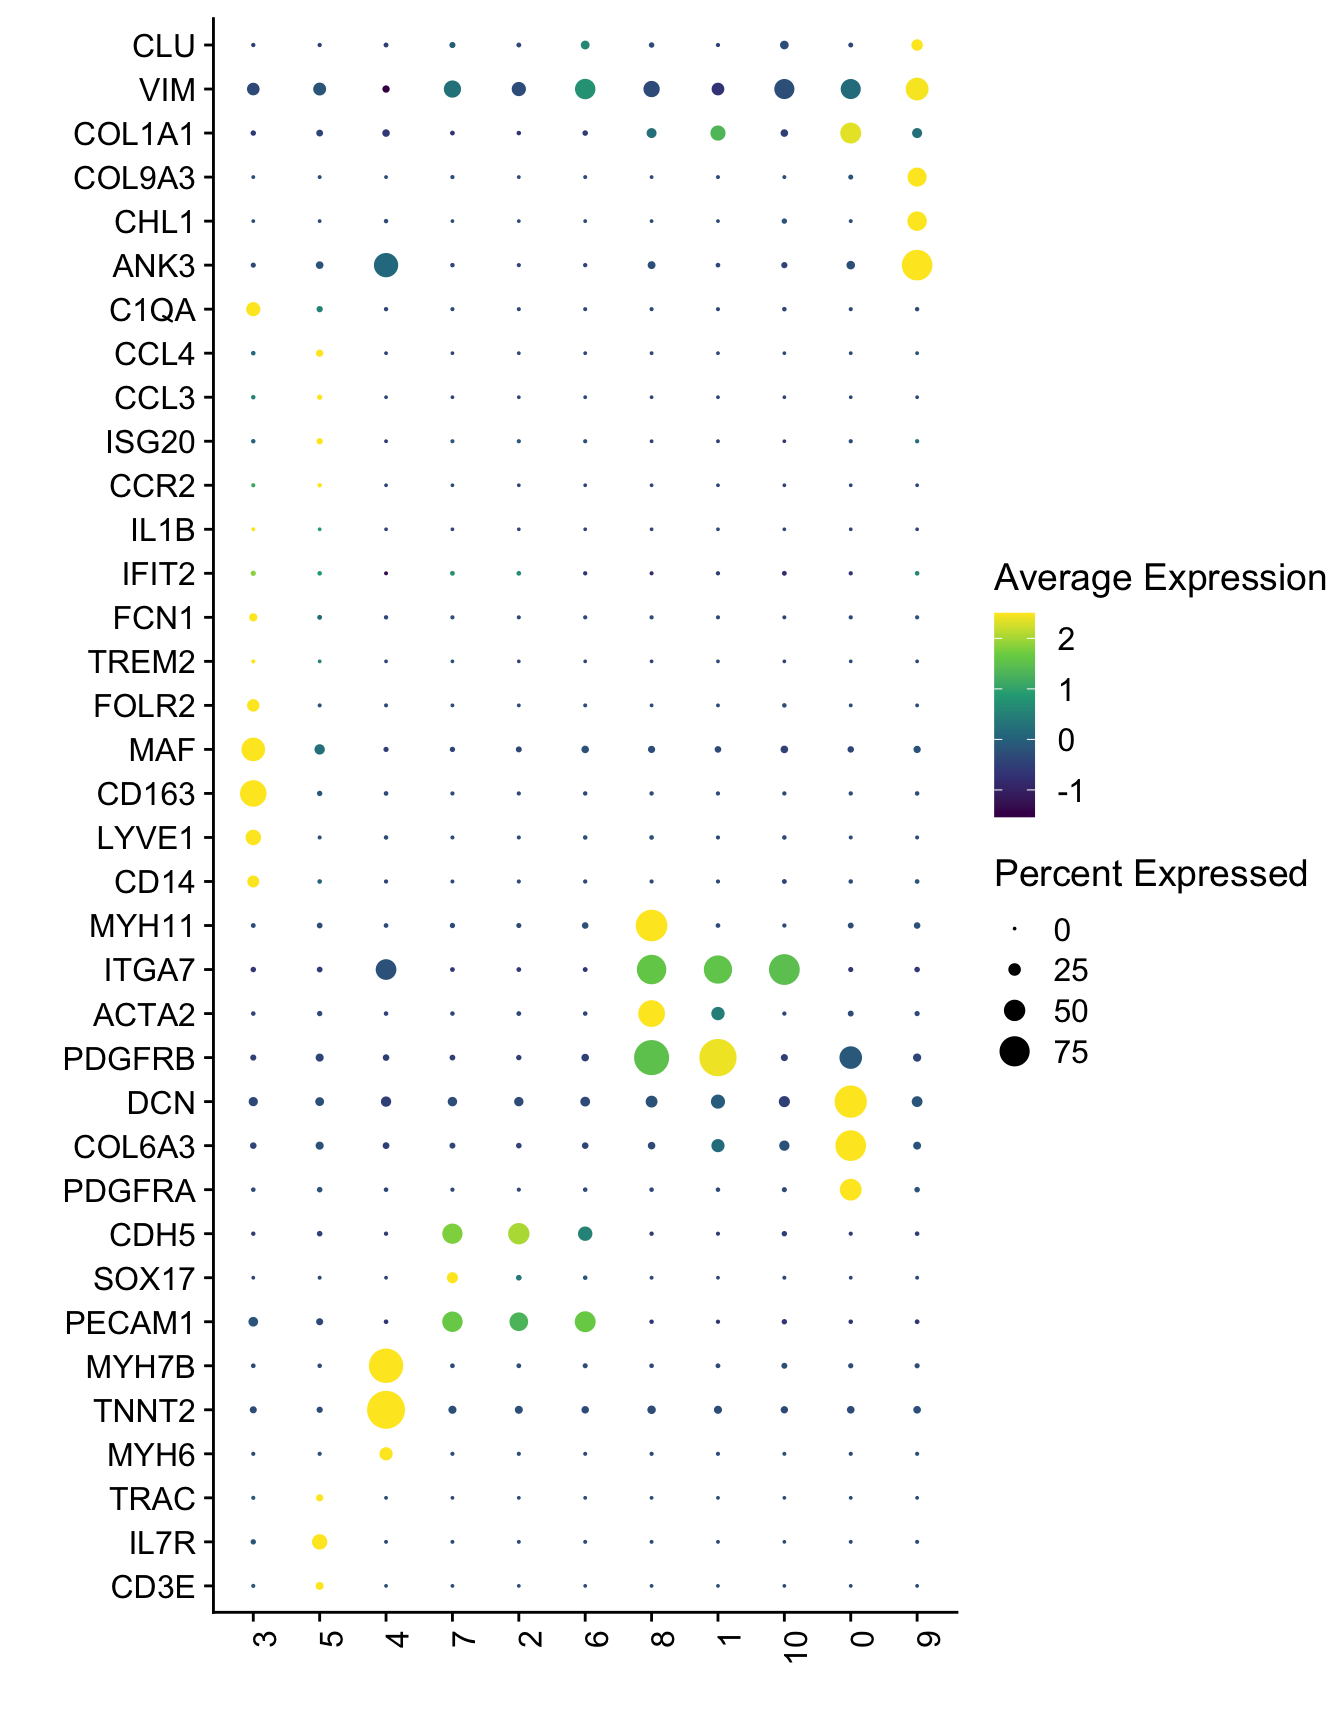 CLU
VIM
COL1A1
COL9A3
CHL1
ANK3
C1QA
CCL4
CCL3
ISG20
CCR2
IL1B
IFIT2
FCN1
TREM2
FOLR2
MAF
CD163
LYVE1
CD14
MYH11
ITGA7
ACTA2
PDGFRB
DCN
COL6A3
PDGFRA
CDH5
SOX17
PECAM1
MYH7B
TNNT2
MYH6
TRAC
IL7R
CD3E
3 5 4 7 2 6 8 1 10 0 9
Average Expression
2
1
0
-1
Percent Expressed
0
25
50
75